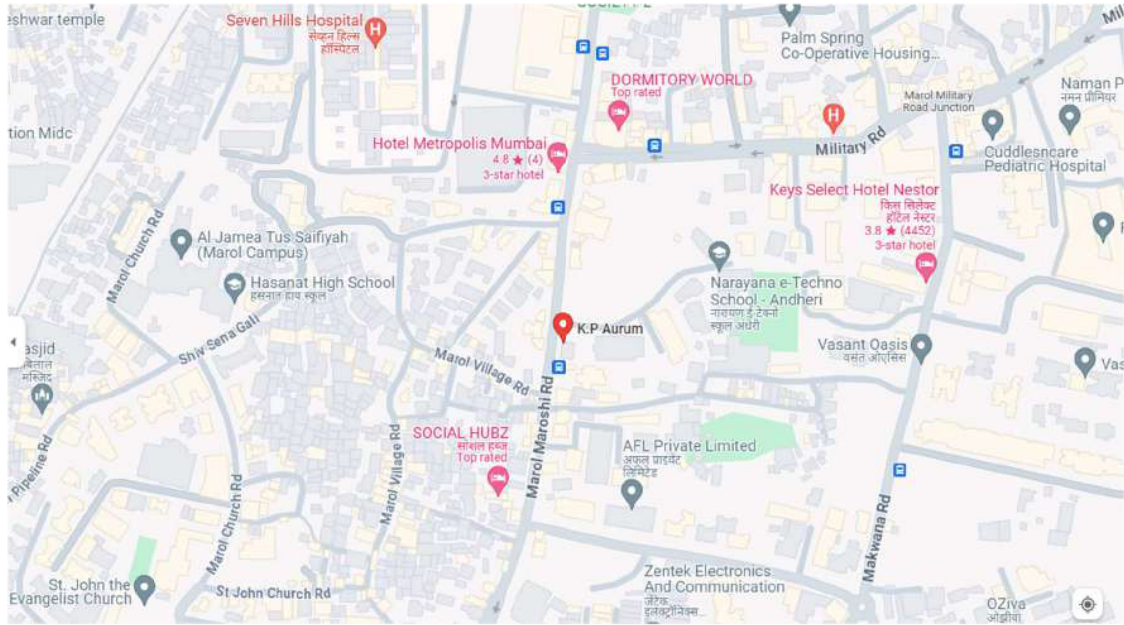 eshwar temple
Seven Hills Hospital
सेव्हन हिल्स
हॉस्पिटल
Palm Spring
Co-Operative Housing...
DORMITORY WORLD
Top rated
Marol Military
Road Junction
Naman P
नमन प्रीमियर
tion Midc
Hotel Metropolis Mumbai
4.8 ★ (4)
3-star hotel
Military Rd
Cuddlesncare
Pediatric Hospital
Keys Select Hotel Nestor
किस सिलेक्ट
हॉटेल नेस्टर
3.8 ★ (4452)
3-star hotel
Marol Church Rd
Al Jamea Tus Saifiyah
(Marol Campus)
Hasanat High School
हसनात हाय स्कूल
Narayana e-Techno
School - Andheri
नारायण ई-टेक्नो
स्कूल अंधेरी
K.P Aurum
Shiv Sena Gali
Marol Village Rd
Vasant Oasis
वसंत ओएसिस
Vas
asjid
बिलाल
मस्जिद
Pipeline Rd
SOCIAL HUBZ
सोशल हब्ज
Top rated
Marol Maroshi Rd
AFL Private Limited
अफल प्राइवेट
लिमिटेड
Marol Village Rd
Marol Church Rd
Makwana Rd
St. John the
Evangelist Church
St John Church Rd
Zentek Electronics
And Communication
झेंटेक
इलेक्ट्रॉनिक्स...
OZiva
ओझीवा